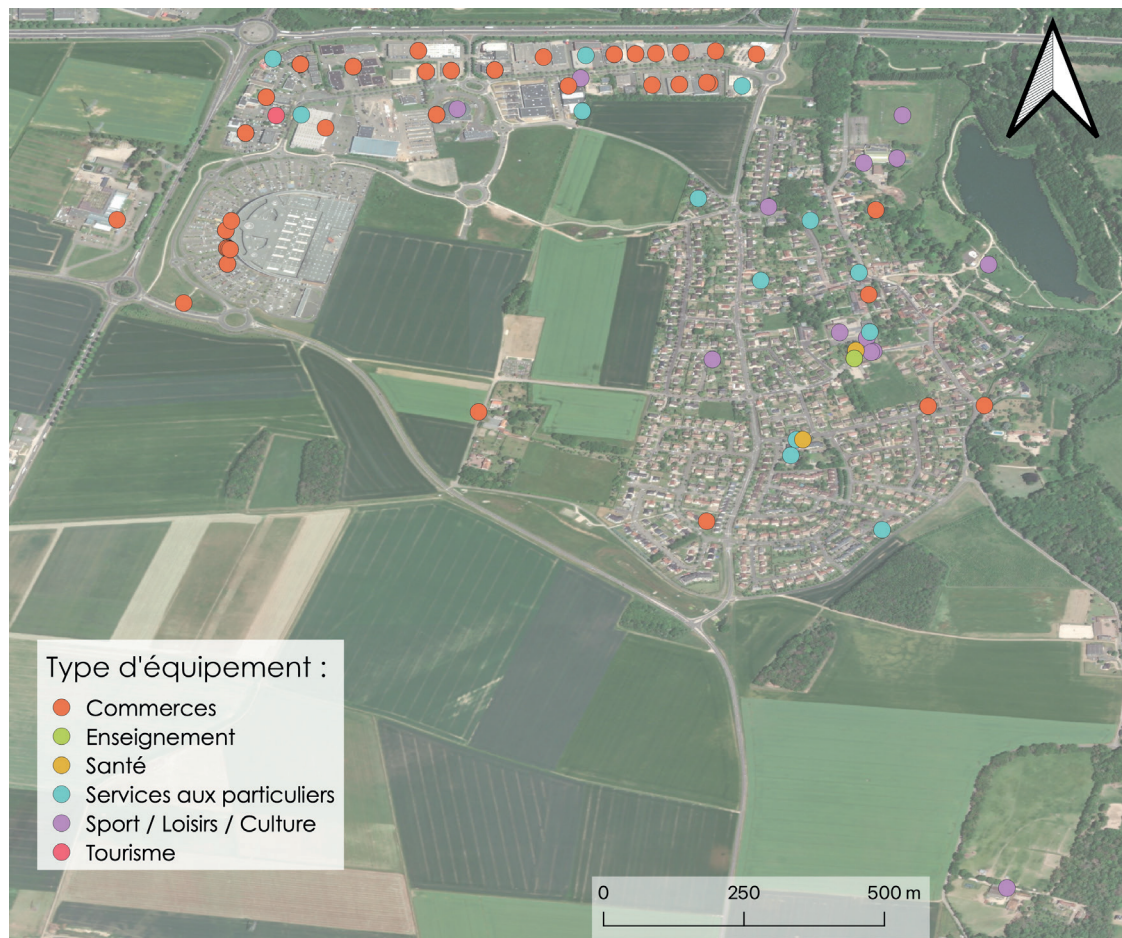 Type d'équipement :
Commerces
Enseignement
Santé
Services aux particuliers
Sport / Loisirs / Culture
Tourisme
0 250 500 m